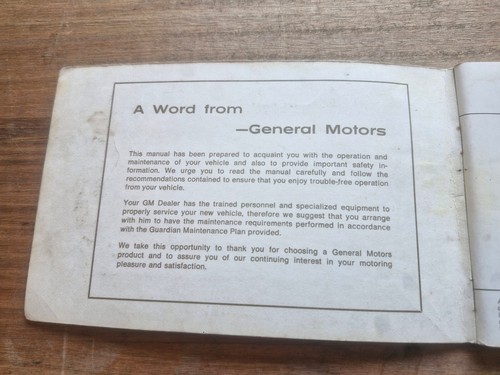 A Word from
—General Motors
This manual has been prepared to acquaint you with the operation and
maintenance of your vehicle and also to provide important safety in-
formation. We urge you to read the manual carefully and follow the
recommendations contained to ensure that you enjoy trouble-free operation
from your vehicle.
Your GM Dealer has the trained personnel and specialized equipment to
properly service your new vehicle, therefore we suggest that you arrange
with him to have the maintenance requirements performed in accordance
with the Guardian Maintenance Plan provided.
We take this opportunity to thank you for choosing a General Motors
product and to assure you of our continuing interest in your motoring
pleasure and satisfaction.